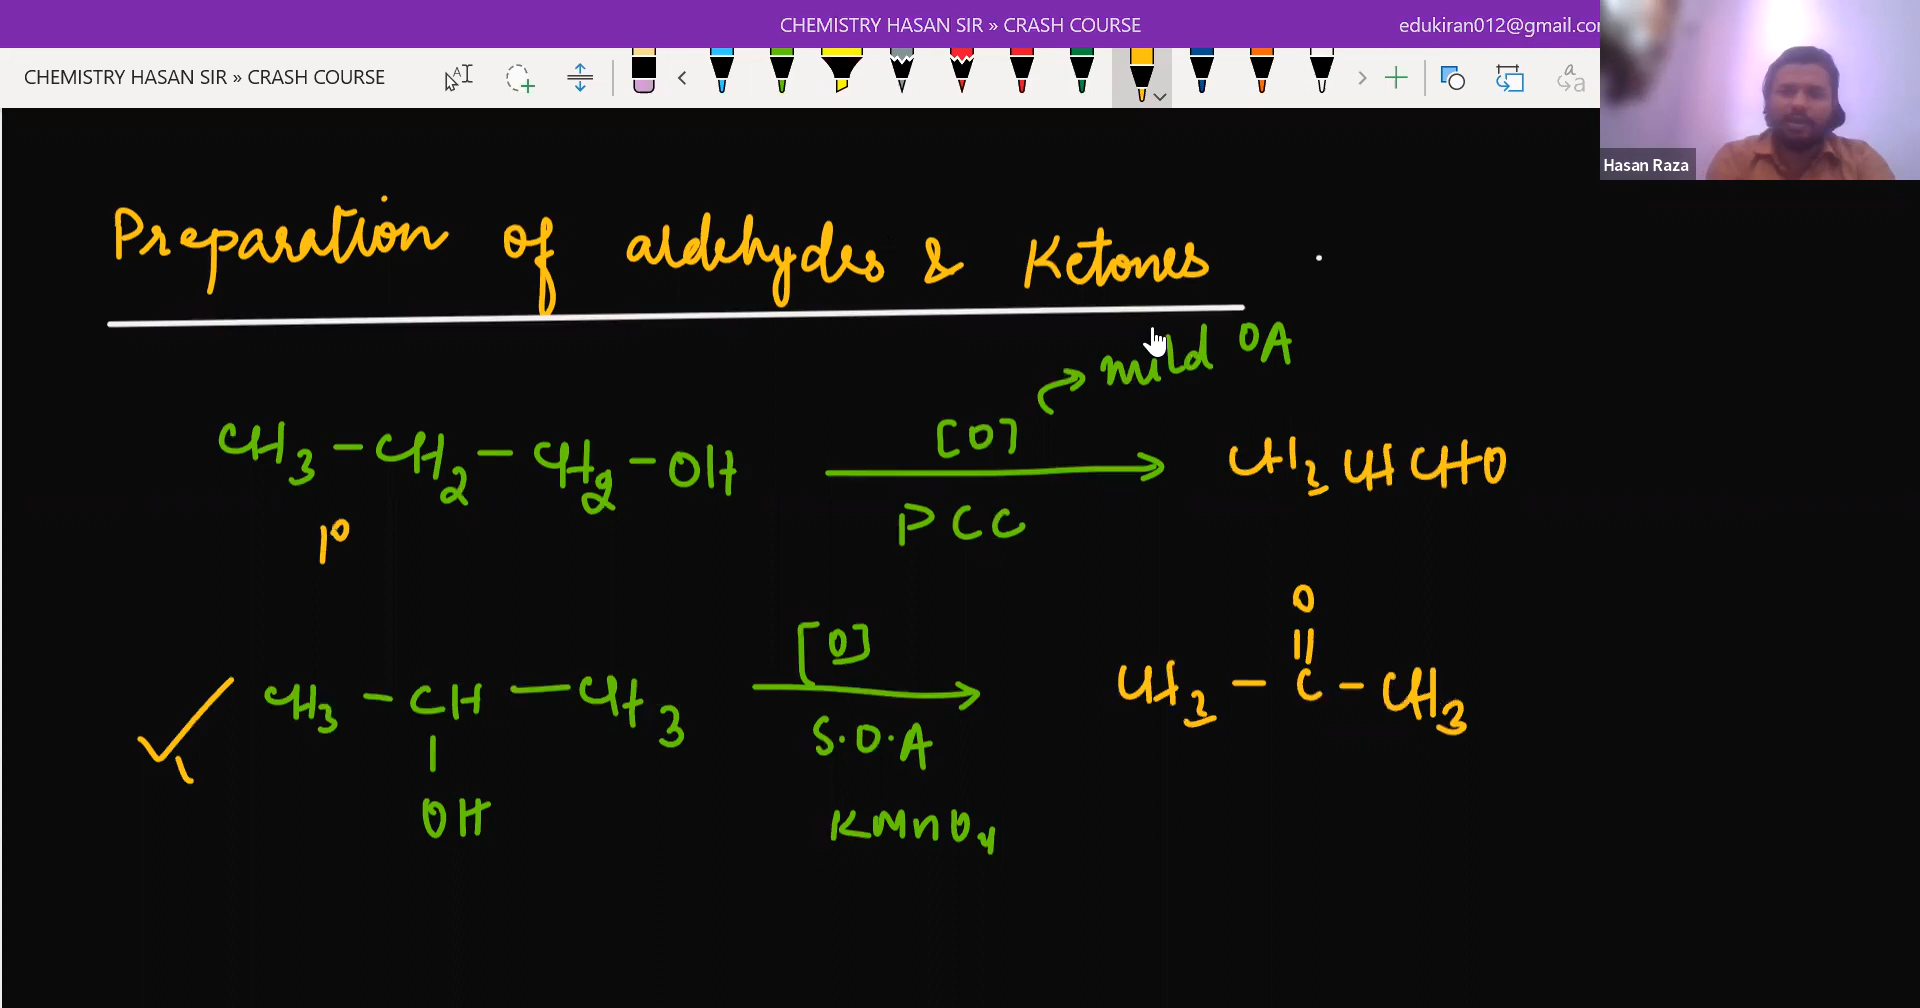 CHEMISTRY HASAN SIR » CRASH COURSE
edukiran012@gmail.co
CHEMISTRY HASAN SIR » CRASH COURSE
Hasan Raza
Preparation of aldehydes & Ketones
mild OA
CH3 - CH2 - CH2 - OH [O] CH3 CH CHO
PCC
1°
O
[O]
CH3 - CH - CH3 CH3 - C - CH3
S.O.A
OH KMnO4